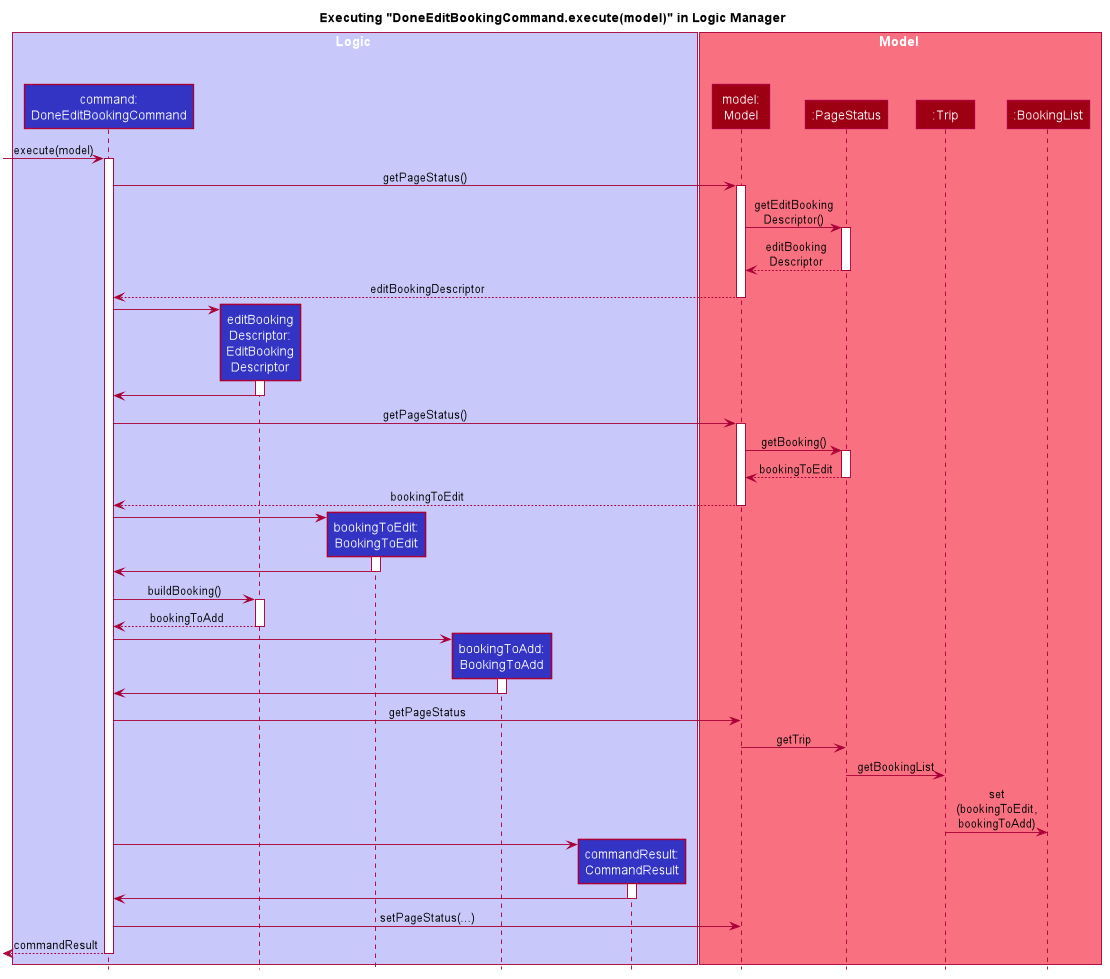 Executing "DoneEditBookingCommand.execute(model)" in Logic Manager
Logic
Model
command:
DoneEditBookingCommand
model:
Model
:PageStatus
:Trip
:BookingList
execute(model)
getPageStatus()
getEditBooking
Descriptor()
editBooking
Descriptor
editBookingDescriptor
editBooking
Descriptor:
EditBooking
Descriptor
getPageStatus()
getBooking()
bookingToEdit
bookingToEdit
bookingToEdit:
BookingToEdit
buildBooking()
bookingToAdd
bookingToAdd:
BookingToAdd
getPageStatus
getTrip
getBookingList
set
(bookingToEdit,
bookingToAdd)
commandResult:
CommandResult
setPageStatus(...)
commandResult